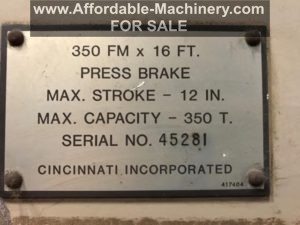 www.Affordable-Machinery.com
FOR SALE
350 FM x 16 FT.
PRESS BRAKE
MAX. STROKE - 12 IN.
MAX. CAPACITY - 350 T.
SERIAL NO. 45281
CINCINNATI INCORPORATED
417404